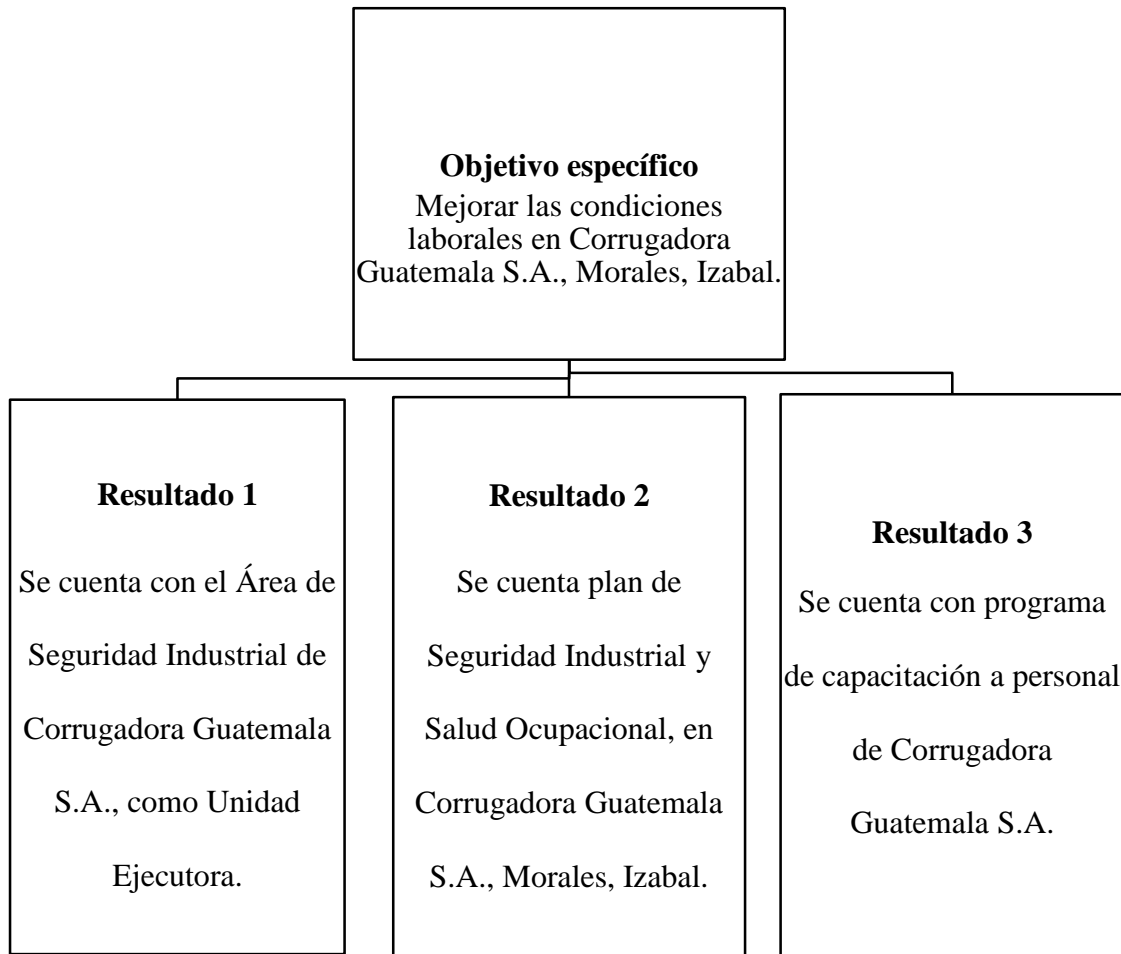 Objetivo específico
Mejorar las condiciones
laborales en Corrugadora
Guatemala S.A., Morales, Izabal.
Resultado 1
Se cuenta con el Área de
Seguridad Industrial de
Corrugadora Guatemala
S.A., como Unidad
Ejecutora.
Resultado 2
Se cuenta plan de
Seguridad Industrial y
Salud Ocupacional, en
Corrugadora Guatemala
S.A., Morales, Izabal.
Resultado 3
Se cuenta con programa
de capacitación a personal
de Corrugadora
Guatemala S.A.